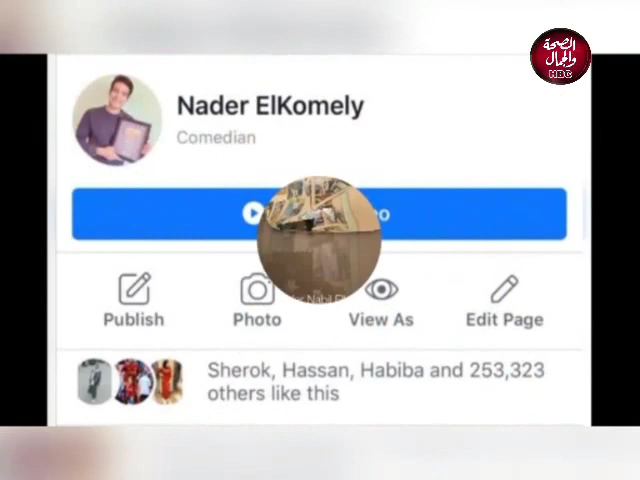 الصحة
والجمال
HBC
Nader ElKomely
Comedian
Publish
Photo
View As
Edit Page
Sherok, Hassan, Habiba and 253,323
others like this